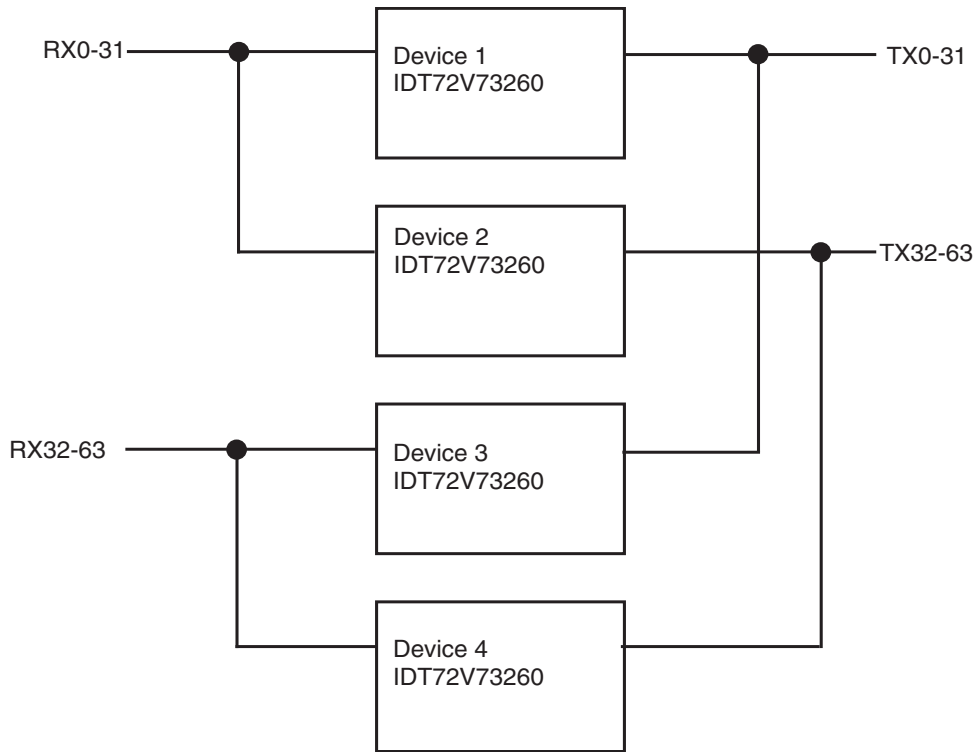 RX0-31
Device 1
IDT72V73260
TX0-31
Device 2
IDT72V73260
TX32-63
RX32-63
Device 3
IDT72V73260
Device 4
IDT72V73260